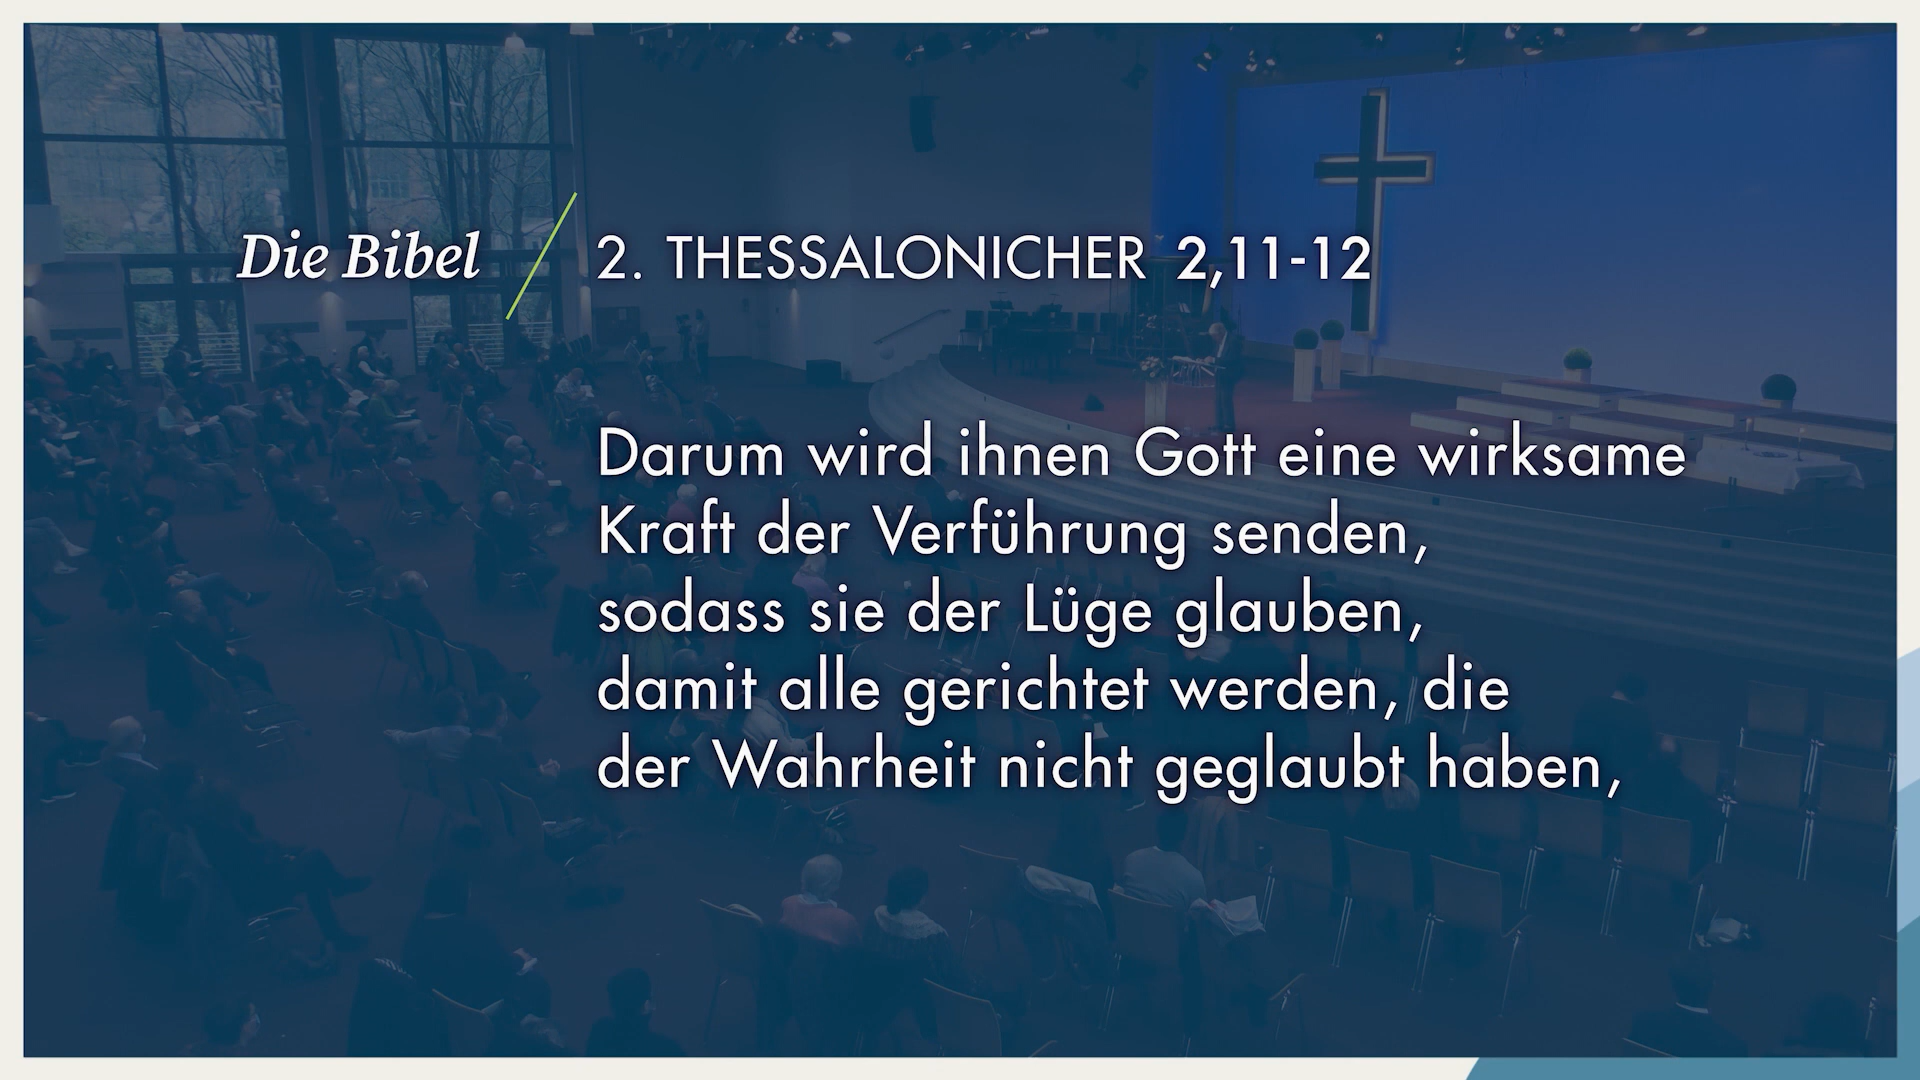 Die Bibel 2. THESSALONICHER 2,11-12
Darum wird ihnen Gott eine wirksame
Kraft der Verführung senden,
sodass sie der Lüge glauben,
damit alle gerichtet werden, die
der Wahrheit nicht geglaubt haben,